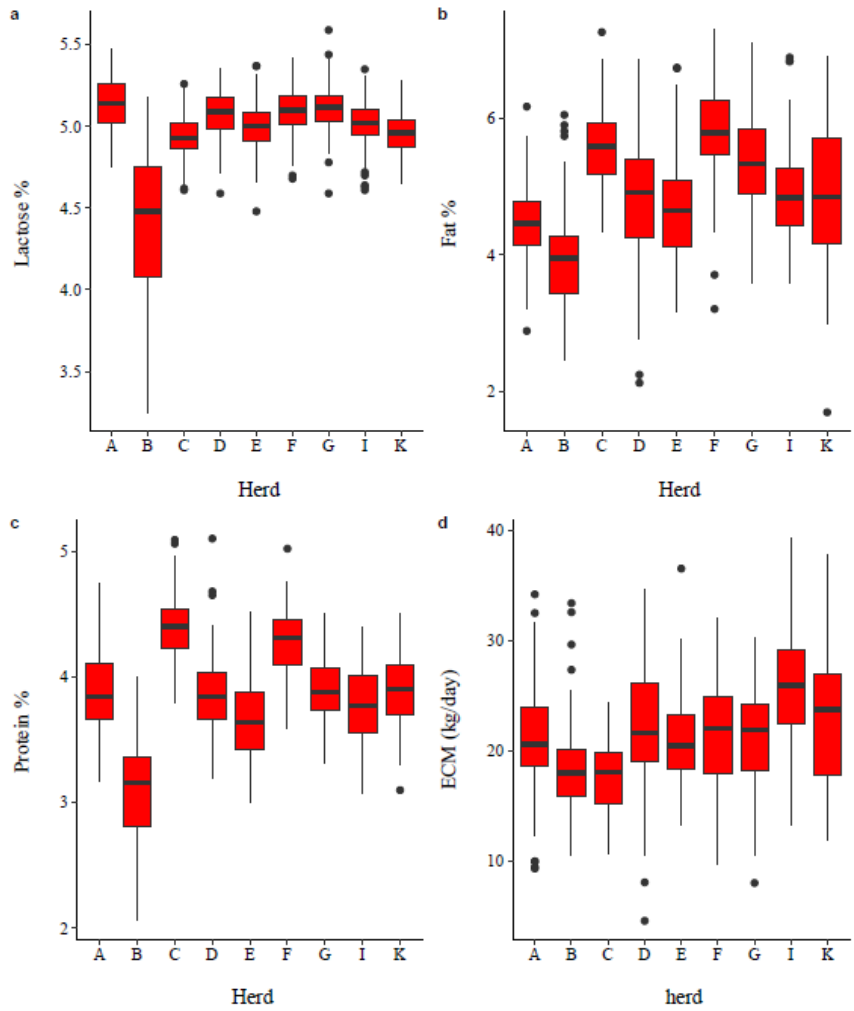 a
5.5
5.0
4.5
4.0
3.5
Lactose %
A B C D E F G I K
Herd
b
6
4
2
Fat %
A B C D E F G I K
Herd
c
5
4
3
2
Protein %
A B C D E F G I K
Herd
d
40
30
20
10
ECM (kg/day)
A B C D E F G I K
herd